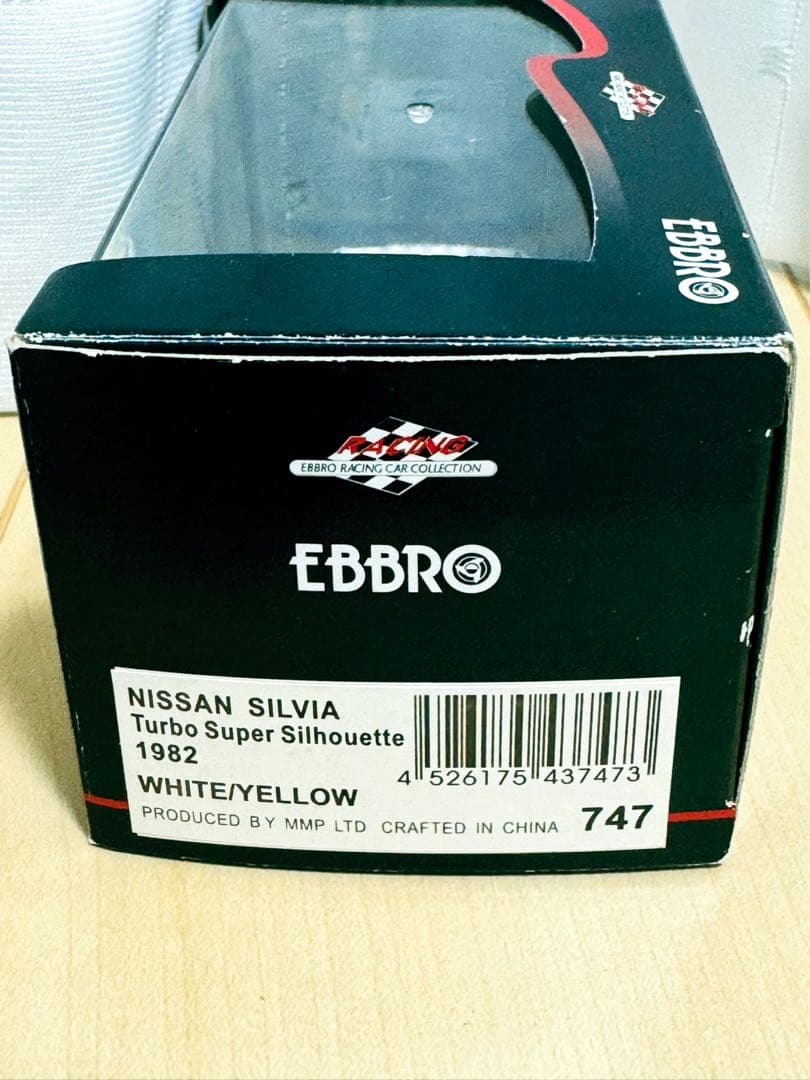 EBBRO
RACING
EBBRO RACING CAR COLLECTION
EBBRO
NISSAN SILVIA
Turbo Super Silhouette
1982
WHITE/YELLOW
4 526175 437473
PRODUCED BY MMP LTD CRAFTED IN CHINA 747